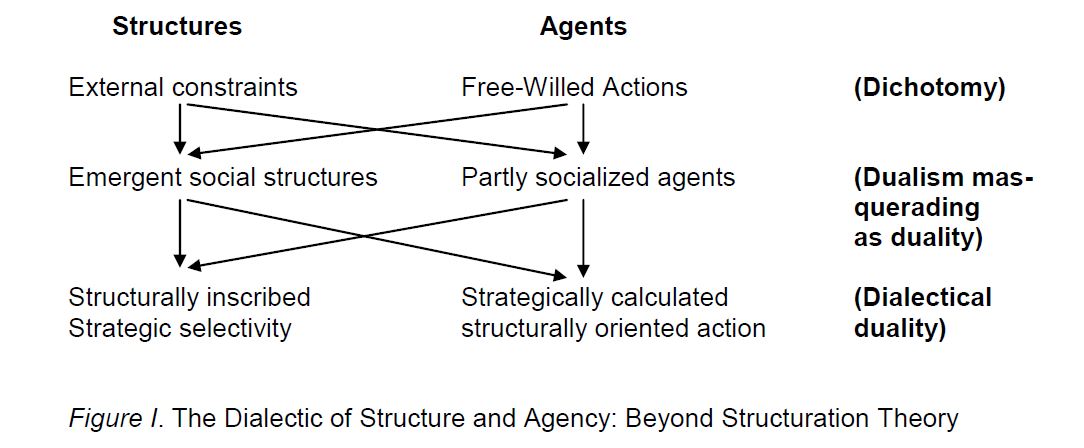 Structures Agents
External constraints Free-Willed Actions (Dichotomy)
Emergent social structures Partly socialized agents (Dualism mas-
querading
as duality)
Structurally inscribed Strategically calculated (Dialectical
Strategic selectivity structurally oriented action duality)
Figure I. The Dialectic of Structure and Agency: Beyond Structuration Theory